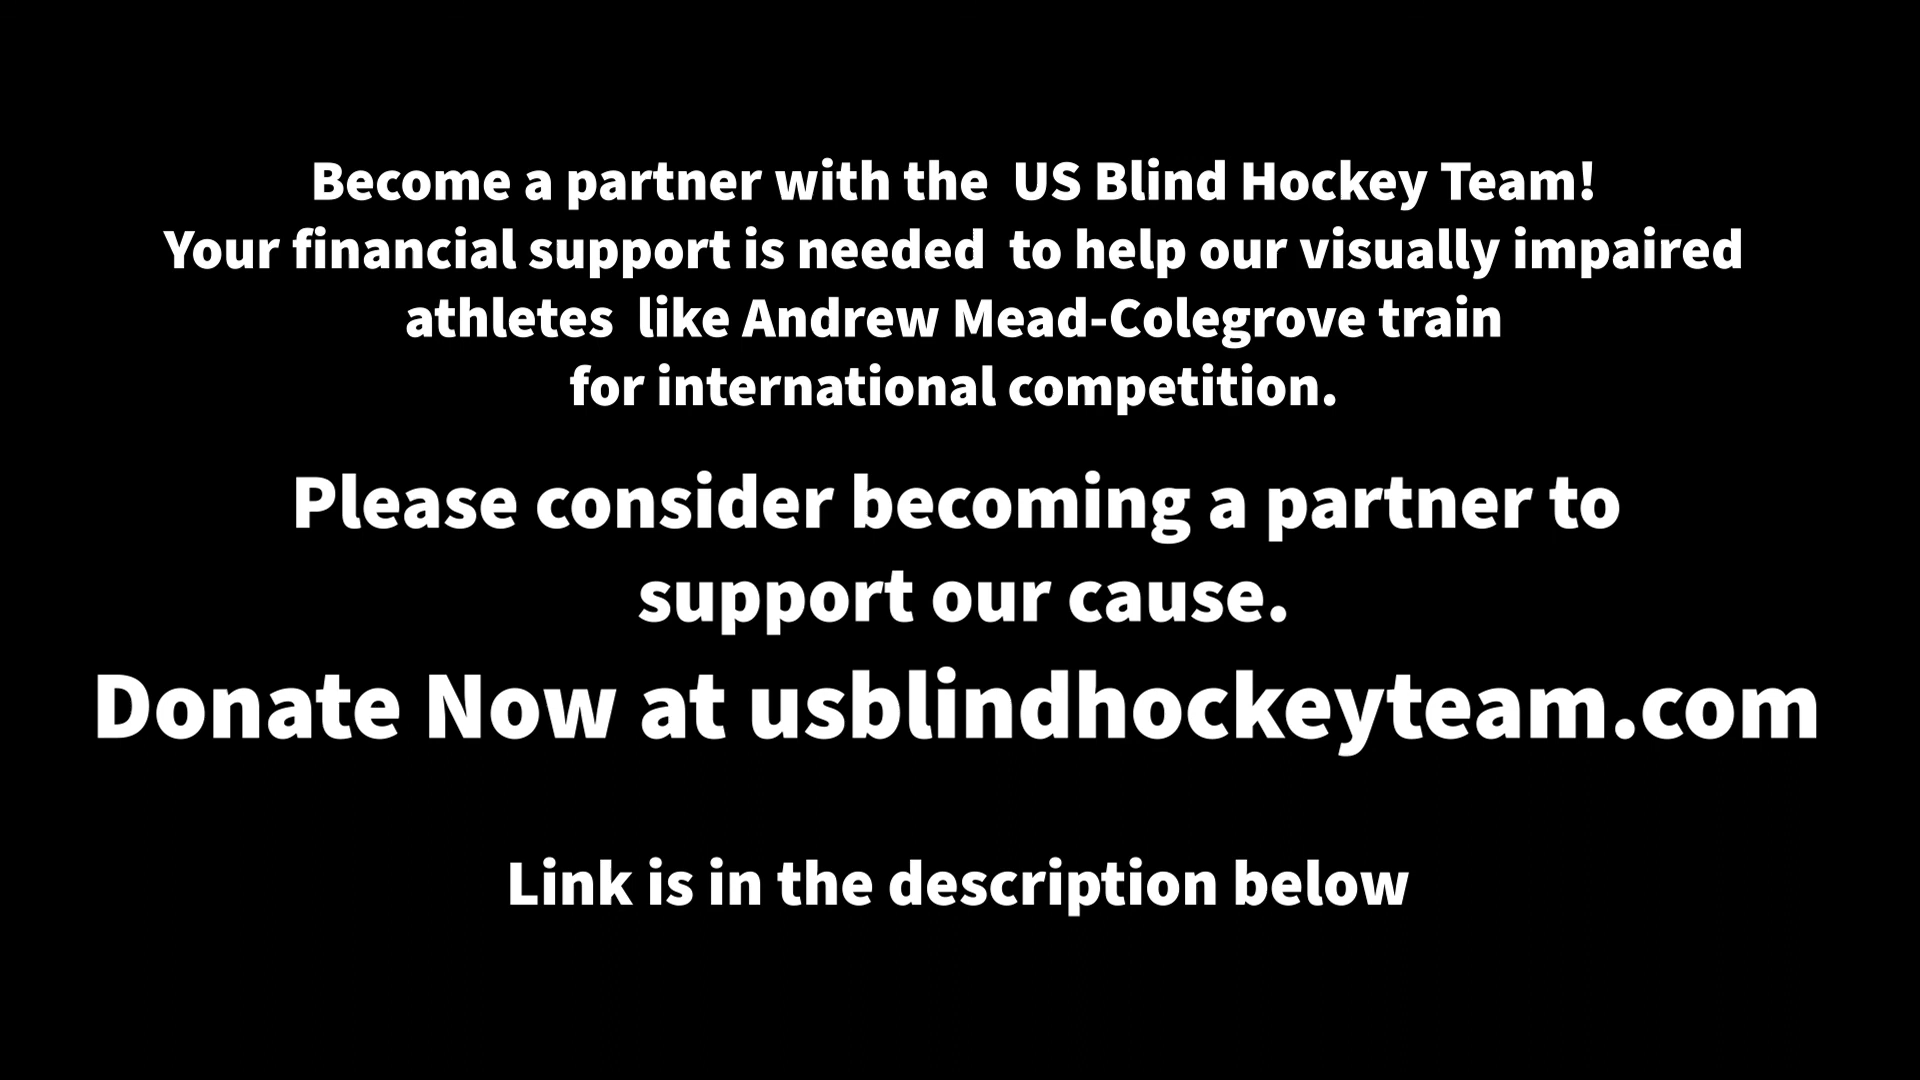 Become a partner with the  US Blind Hockey Team!
Your financial support is needed  to help our visually impaired
athletes  like Andrew Mead-Colegrove train
for international competition.
Please consider becoming a partner to
support our cause.
Donate Now at usblindhockeyteam.com
Link is in the description below